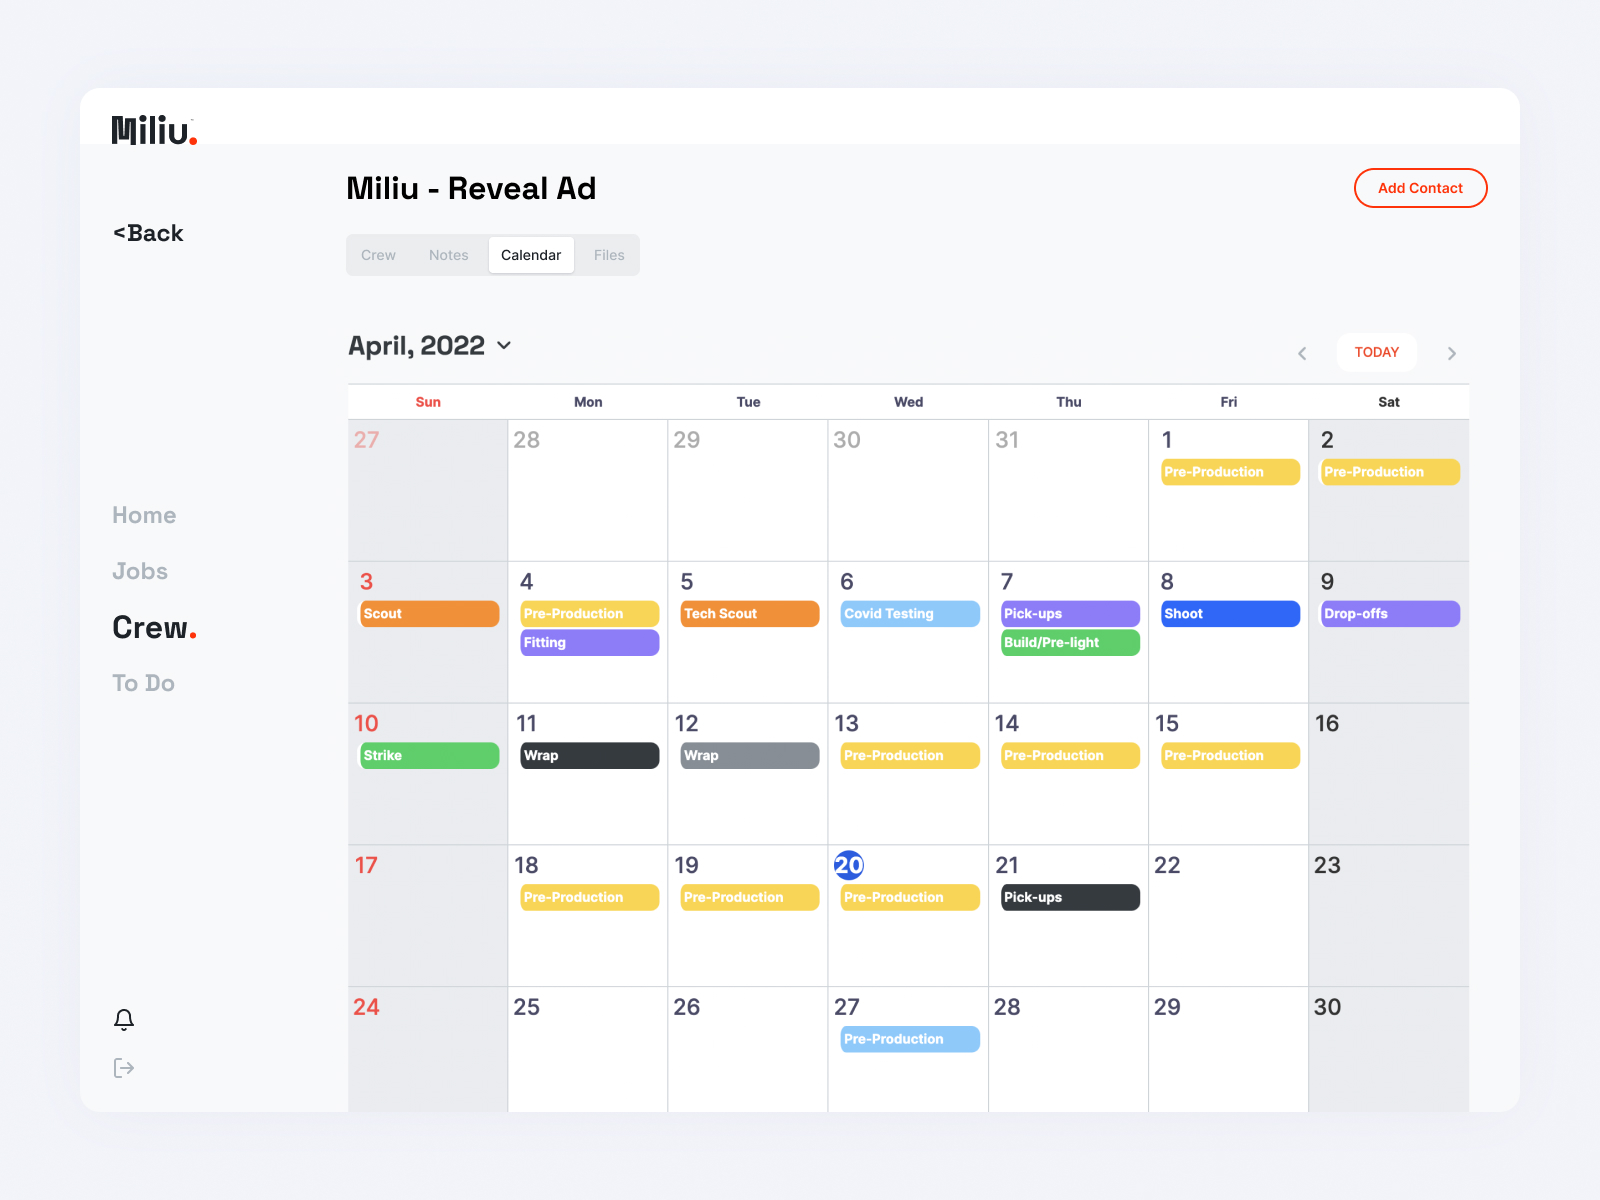 Miliu.
Miliu - Reveal Ad
Add Contact
<Back
Crew Notes Calendar Files
April, 2022
TODAY
Sun Mon Tue Wed Thu Fri Sat
27 28 29 30 31 1 2
Pre-Production Pre-Production
3 4 5 6 7 8 9
Scout Pre-Production Tech Scout Covid Testing Pick-ups Shoot Drop-offs
Fitting Build/Pre-light
10 11 12 13 14 15 16
Strike Wrap Wrap Pre-Production Pre-Production Pre-Production
17 18 19 20 21 22 23
Pre-Production Pre-Production Pre-Production Pick-ups
24 25 26 27 28 29 30
Pre-Production
Home
Jobs
Crew.
To Do